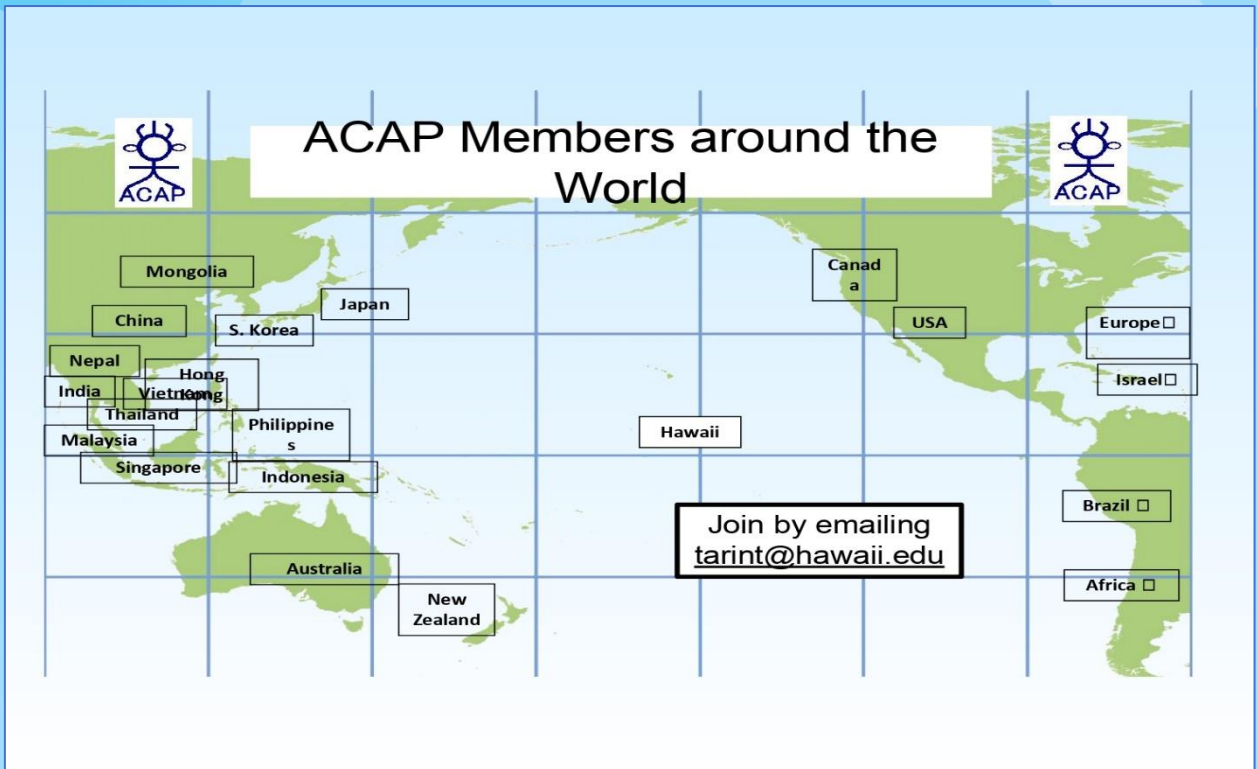 ACAP Members around the
World
ACAP
ACAP
Mongolia
Japan
China
S. Korea
Nepal
Hong
Kong
India
Vietnam
Thailand
Malaysia
Philippine
s
Singapore
Indonesia
Australia
New
Zealand
Hawaii
Canad
a
USA
Europe□
Israel□
Brazil □
Africa □
Join by emailing
tarint@hawaii.edu